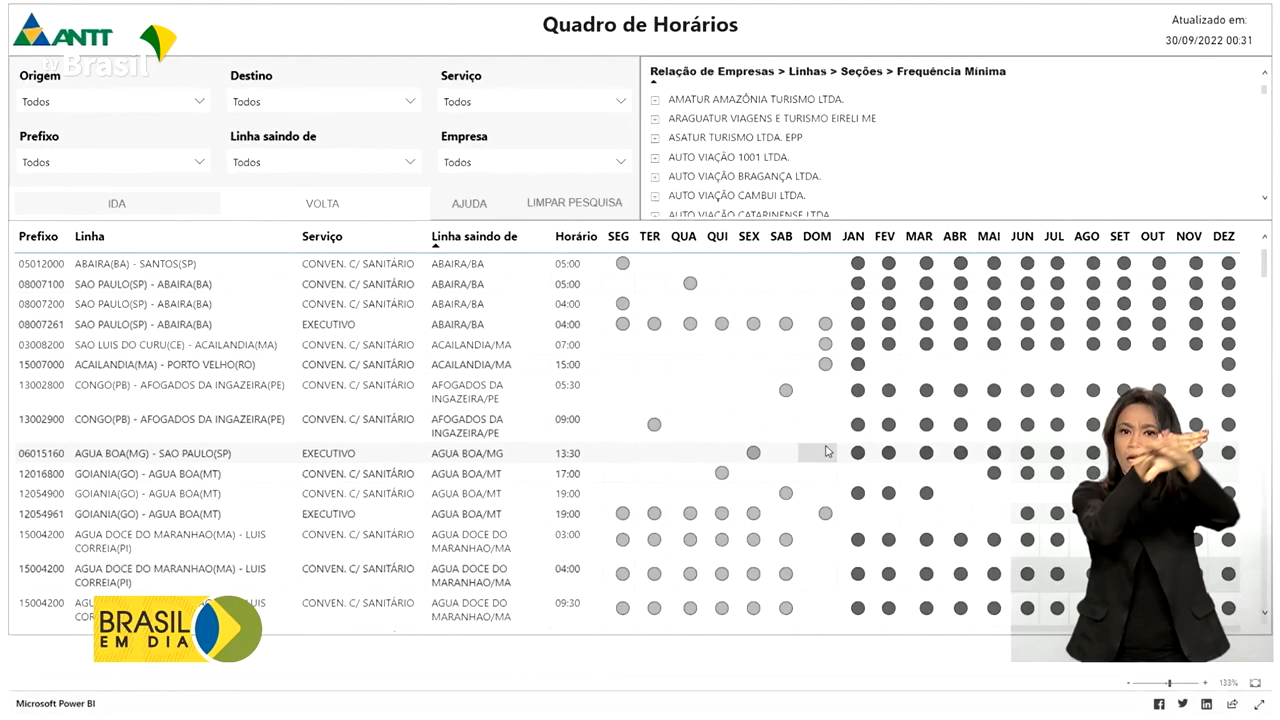 ANTT
tv Brasil
Quadro de Horários
Atualizado em:
30/09/2022 00:31
Origem Destino Serviço
Todos Todos Todos
Prefixo Linha saindo de Empresa
Todos Todos Todos
IDA VOLTA AJUDA LIMPAR PESQUISA
Relação de Empresas > Linhas > Seções > Frequência Mínima
AMATUR AMAZÔNIA TURISMO LTDA.
ARAGUATUR VIAGENS E TURISMO EIRELI ME
ASATUR TURISMO LTDA. EPP
AUTO VIAÇÃO 1001 LTDA.
AUTO VIAÇÃO BRAGANÇA LTDA.
AUTO VIAÇÃO CAMBUI LTDA.
AUTO VIAÇÃO CATARINENSE LTDA
Prefixo Linha Serviço Linha saindo de Horário SEG TER QUA QUI SEX SAB DOM JAN FEV MAR ABR MAI JUN JUL AGO SET OUT NOV DEZ
05012000 ABAIRA(BA) - SANTOS(SP) CONVEN. C/ SANITÁRIO ABAIRA/BA 05:00
08007100 SAO PAULO(SP) - ABAIRA(BA) CONVEN. C/ SANITÁRIO ABAIRA/BA 05:00
08007200 SAO PAULO(SP) - ABAIRA(BA) CONVEN. C/ SANITÁRIO ABAIRA/BA 04:00
08007261 SAO PAULO(SP) - ABAIRA(BA) EXECUTIVO ABAIRA/BA 04:00
03008200 SAO LUIS DO CURU(CE) - ACAILANDIA(MA) CONVEN. C/ SANITÁRIO ACAILANDIA/MA 07:00
15007000 ACAILANDIA(MA) - PORTO VELHO(RO) CONVEN. C/ SANITÁRIO ACAILANDIA/MA 15:00
13002800 CONGO(PB) - AFOGADOS DA INGAZEIRA(PE) CONVEN. C/ SANITÁRIO AFOGADOS DA 05:30
INGAZEIRA/PE
13002900 CONGO(PB) - AFOGADOS DA INGAZEIRA(PE) CONVEN. C/ SANITÁRIO AFOGADOS DA 09:00
INGAZEIRA/PE
06015160 AGUA BOA(MG) - SAO PAULO(SP) EXECUTIVO AGUA BOA/MG 13:30
12016800 GOIANIA(GO) - AGUA BOA(MT) CONVEN. C/ SANITÁRIO AGUA BOA/MT 17:00
12054900 GOIANIA(GO) - AGUA BOA(MT) CONVEN. C/ SANITÁRIO AGUA BOA/MT 19:00
12054961 GOIANIA(GO) - AGUA BOA(MT) EXECUTIVO AGUA BOA/MT 19:00
15004200 AGUA DOCE DO MARANHAO(MA) - LUIS CONVEN. C/ SANITÁRIO AGUA DOCE DO 03:00
CORREIA(PI) MARANHAO/MA
15004200 AGUA DOCE DO MARANHAO(MA) - LUIS CONVEN. C/ SANITÁRIO AGUA DOCE DO 04:00
CORREIA(PI) MARANHAO/MA
15004200 LUIS CONVEN. C/ SANITÁRIO AGUA DOCE DO 09:30
MARANHAO/MA
BRASIL
EM DIA
133%
Microsoft Power BI